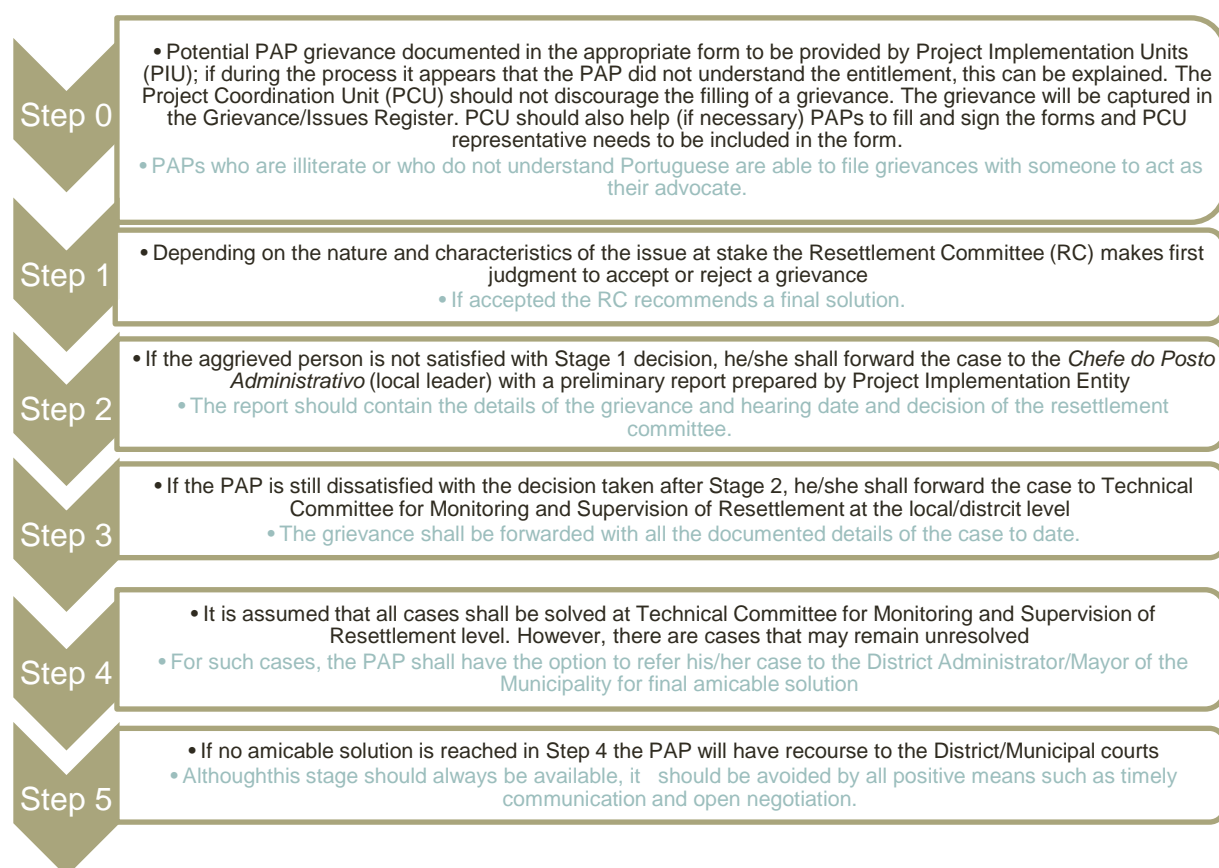 Step 0
• Potential PAP grievance documented in the appropriate form to be provided by Project Implementation Units
(PIU); if during the process it appears that the PAP did not understand the entitlement, this can be explained. The
Project Coordination Unit (PCU) should not discourage the filling of a grievance. The grievance will be captured
in the Grievance/Issues Register. PCU should also help (if necessary) PAPs to fill and sign the forms and PCU
representative needs to be included in the form.
• PAPs who are illiterate or who do not understand Portuguese are able to file grievances with someone to act as
their advocate.
Step 1
• Depending on the nature and characteristics of the issue at stake the Resettlement Committee (RC) makes first
judgment to accept or reject a grievance
• If accepted the RC recommends a final solution.
Step 2
• If the aggrieved person is not satisfied with Stage 1 decision, he/she shall forward the case to the Chefe do Posto
Administrativo (local leader) with a preliminary report prepared by Project Implementation Entity
• The report should contain the details of the grievance and hearing date and decision of the resettlement
committee.
Step 3
• If the PAP is still dissatisfied with the decision taken after Stage 2, he/she shall forward the case to Technical
Committee for Monitoring and Supervision of Resettlement at the local/distrcit level
• The grievance shall be forwarded with all the documented details of the case to date.
Step 4
• It is assumed that all cases shall be solved at Technical Committee for Monitoring and Supervision of
Resettlement level. However, there are cases that may remain unresolved
• For such cases, the PAP shall have the option to refer his/her case to the District Administrator/Mayor of the
Municipality for final amicable solution
Step 5
• If no amicable solution is reached in Step 4 the PAP will have recourse to the District/Municipal courts
• Althoughthis stage should always be available, it should be avoided by all positive means such as timely
communication and open negotiation.